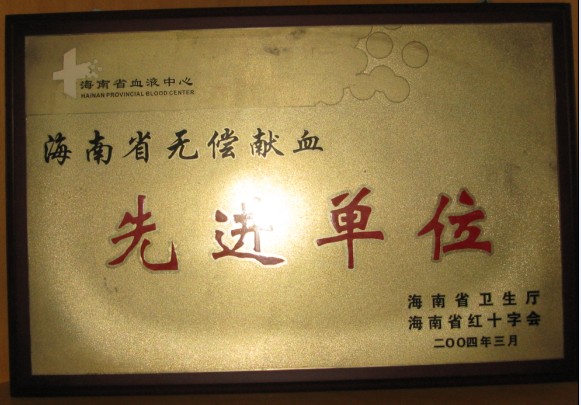 海南省血液中心
HAINAN PROVINCIAL BLOOD CENTER
海南省无偿献血
先进单位
海南省卫生厅
海南省红十字会
二〇〇四年三月